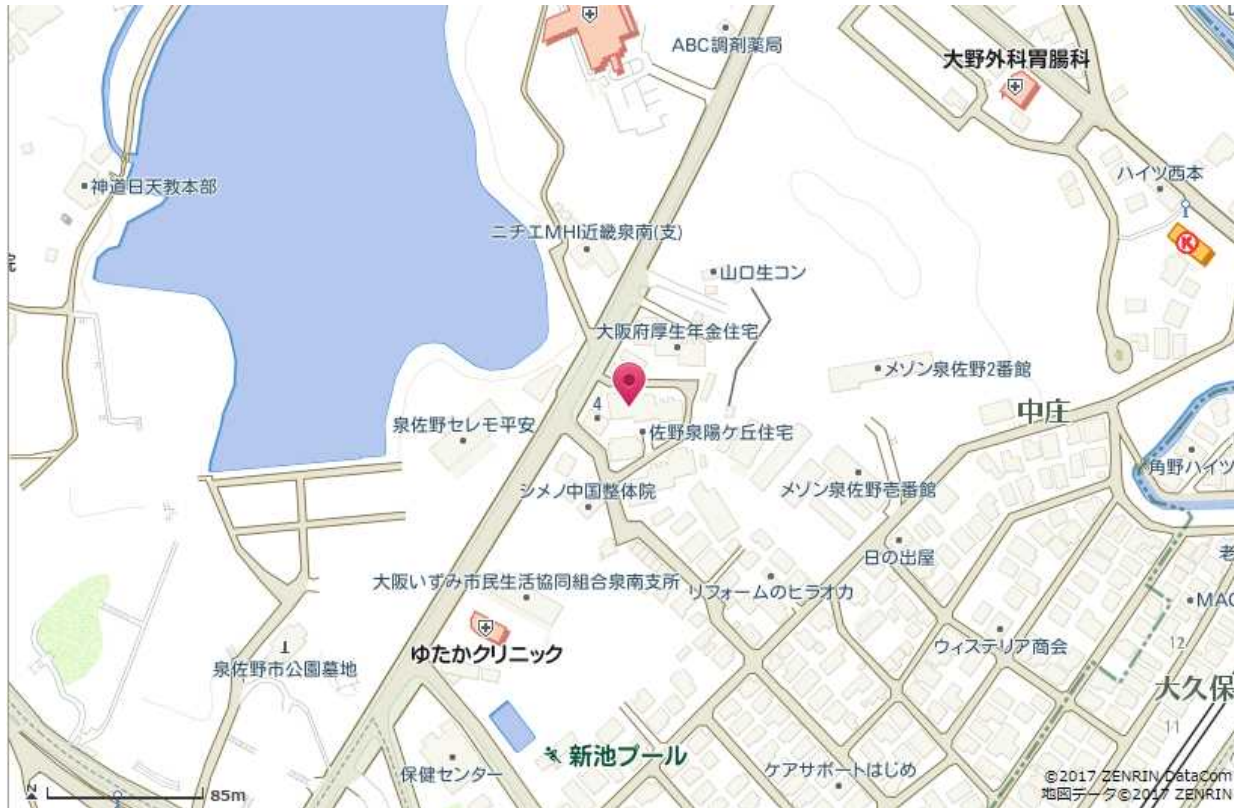 ABC調剤薬局
大野外科胃腸科
ハイツ西本
神道日天教本部
ニチエMHI近畿泉南(支)
院
山口生コン
大阪府厚生年金住宅
メゾン泉佐野2番館
4
中庄
泉佐野セレモ平安
佐野泉陽ケ丘住宅
角野ハイツ
シメノ中国整体院
メゾン泉佐野壱番館
日の出屋
老
大阪いずみ市民生活協同組合泉南支所
リフォームのヒラオカ
MAC
ゆたかクリニック
ウィステリア商会
12
泉佐野市公園墓地
大久保
11
新池プール
保健センター
ケアサポートはじめ
N
85m
©2017 ZENRIN DataCom
地図データ©2017 ZENRIN